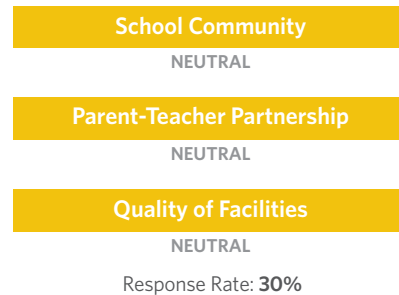 School Community
NEUTRAL
Parent-Teacher Partnership
NEUTRAL
Quality of Facilities
NEUTRAL
Response Rate: 30%